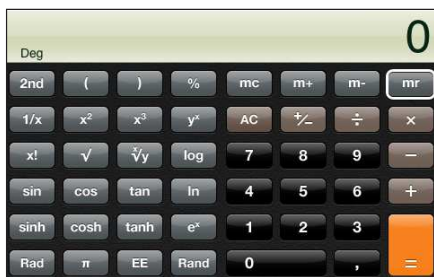 0
Deg
2nd ( ) % mc m+ m- mr
1/x x² x³ yˣ AC +/− ÷ ×
x! √ ˣ√y log 7 8 9 −
sin cos tan ln 4 5 6 +
sinh cosh tanh eˣ 1 2 3
Rad π EE Rand 0 , =